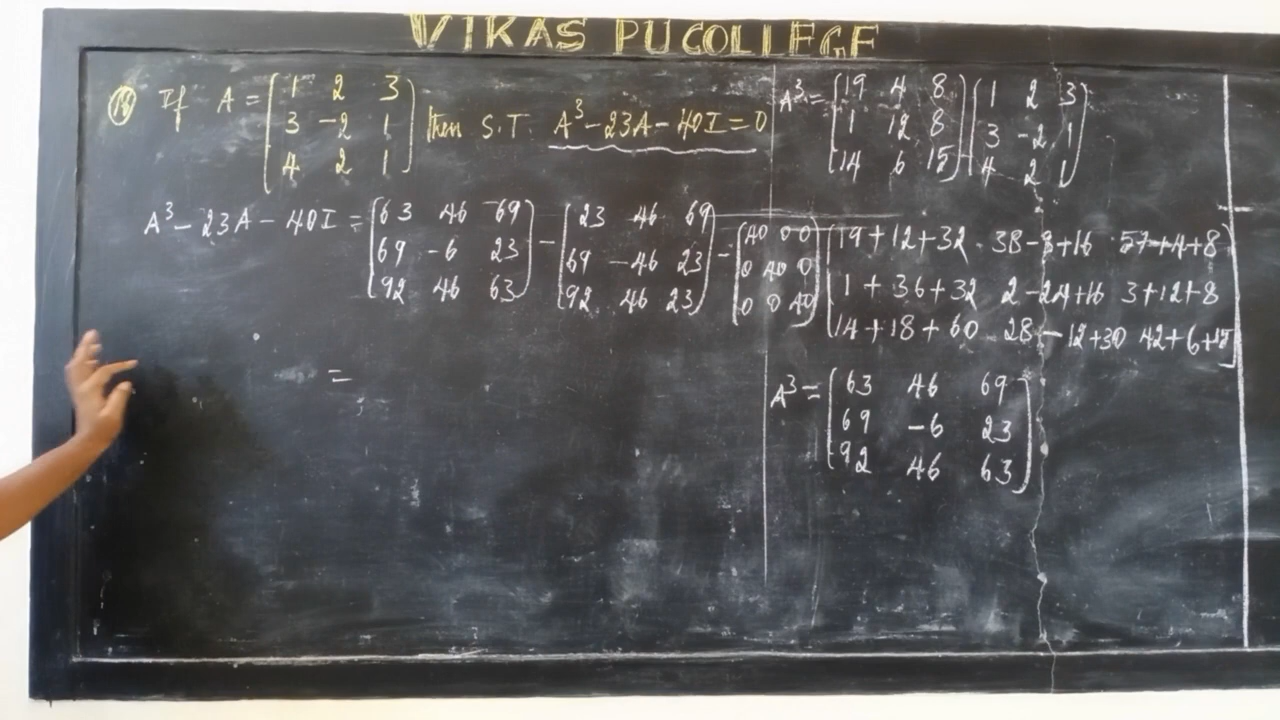 VIKAS PU COLLEGE
18 If A = [1 2 3
3 -2 1
4 2 1] then S.T. A³-23A-40I=0
A³ - 23A - 40I = [63 46 69] - [23 46 69] - [40 0 0]
[69 -6 23] [69 -46 23] [0 40 0]
[92 46 63] [92 46 23] [0 0 40]
=
A³ = [19 4 8] [1 2 3]
[1 12 8] [3 -2 1]
[14 6 15] [4 2 1]
[19+12+32 38-8+16 57+4+8
1+36+32 2-24+16 3+12+8
14+18+60 28-12+30 42+6+15]
A³ = [63 46 69
69 -6 23
92 46 63]